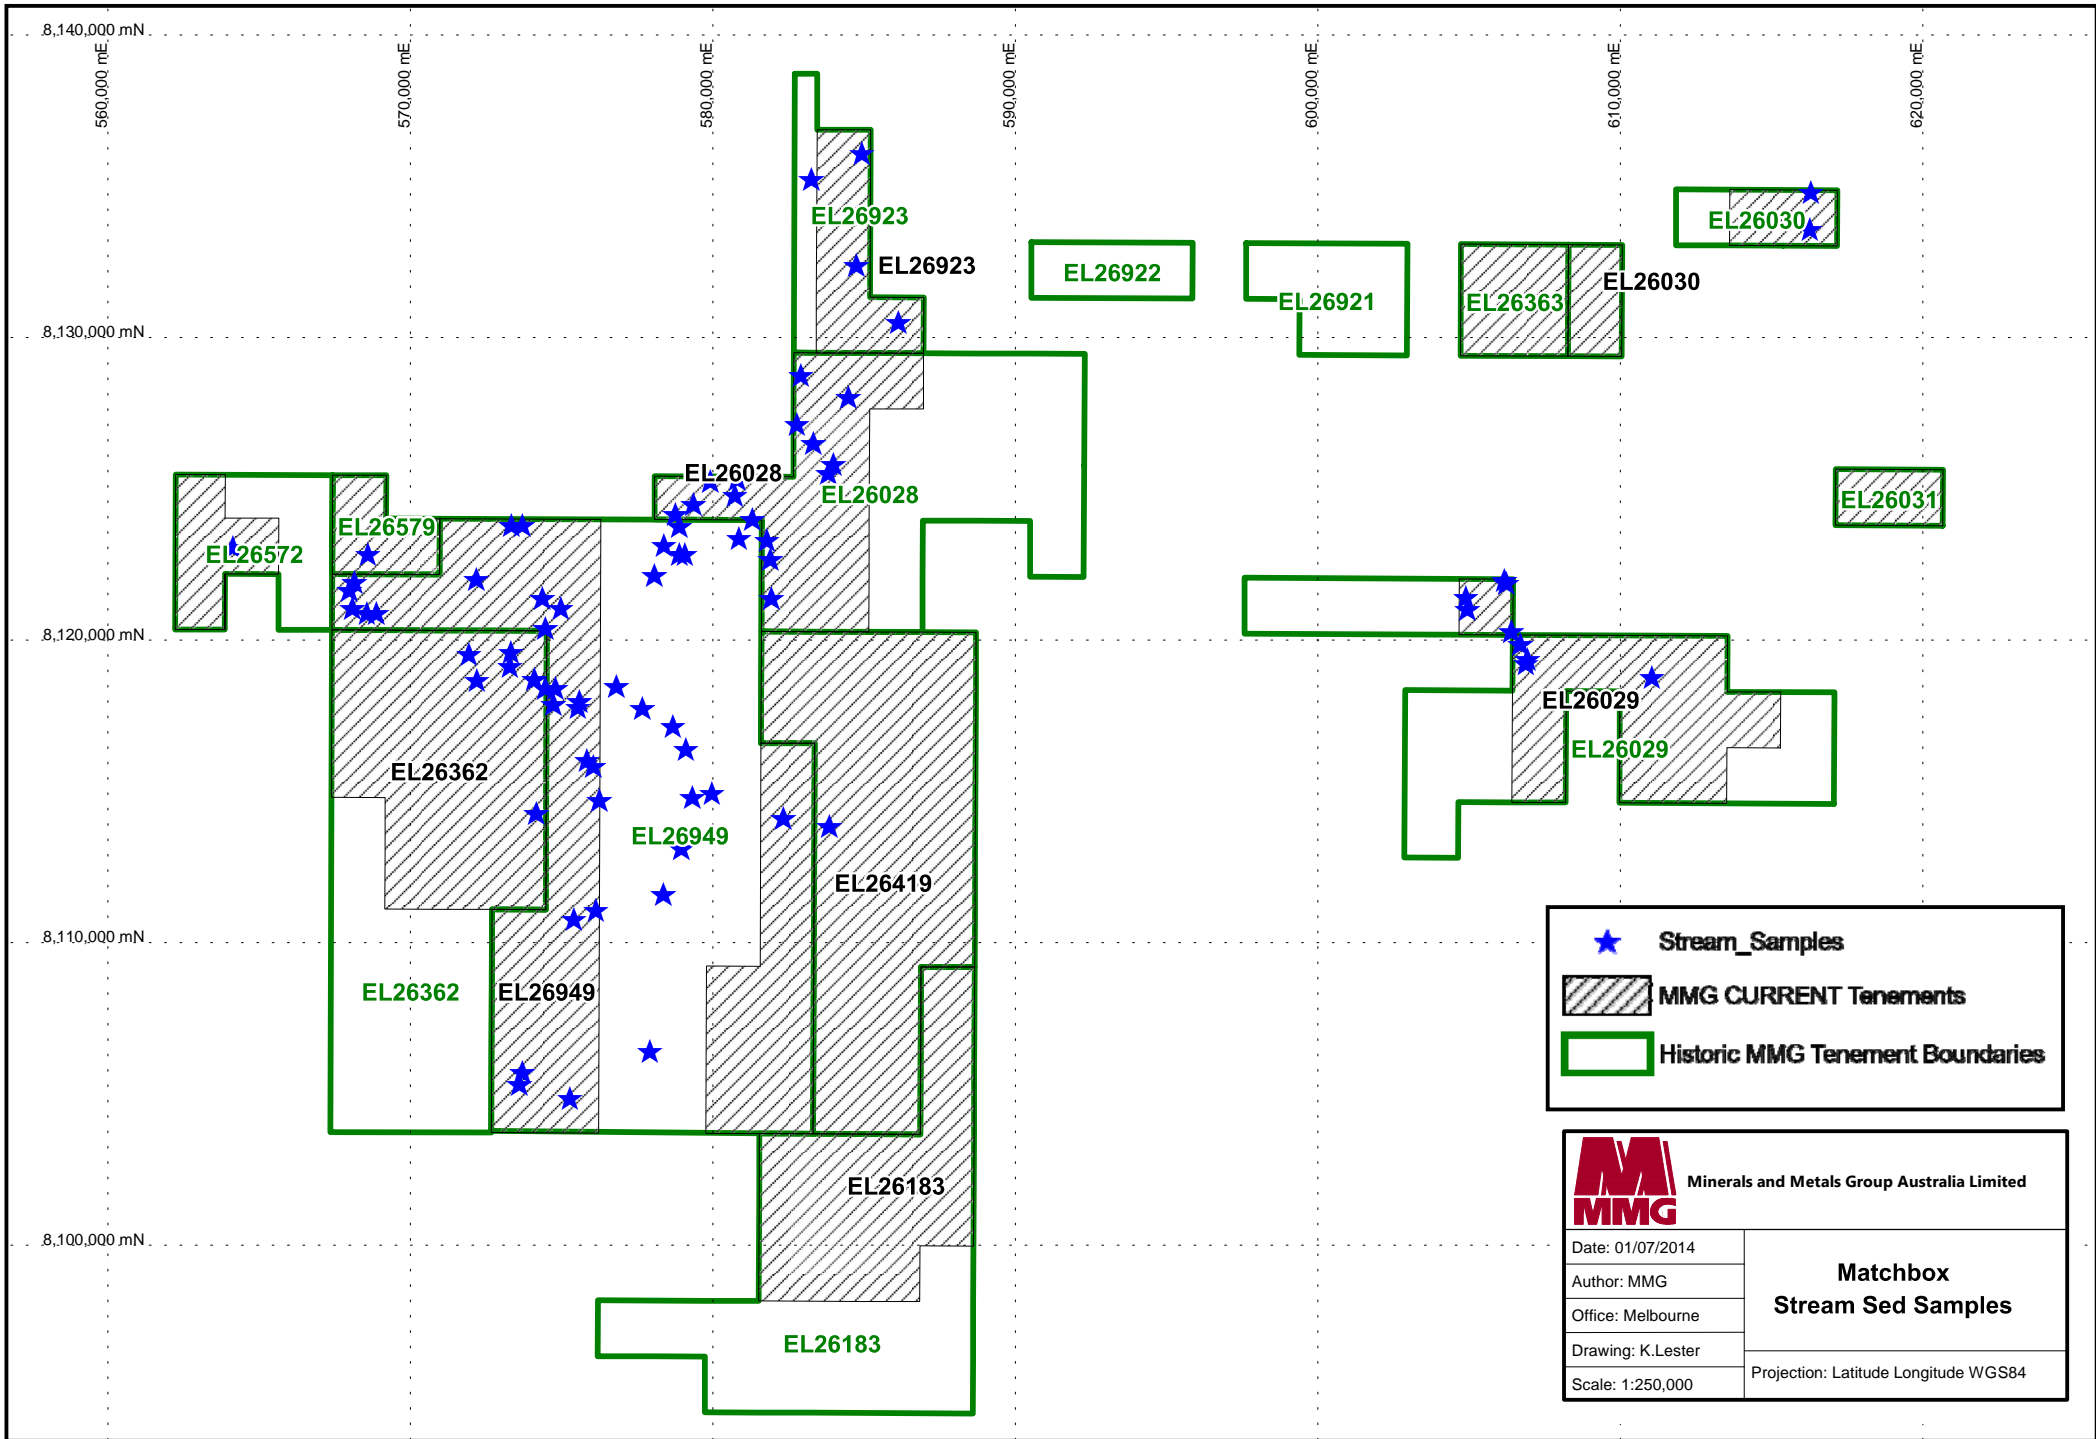 8,140,000 mN
560,000 mE
570,000 mE
580,000 mE
590,000 mE
600,000 mE
610,000 mE
620,000 mE
EL26923
EL26923
EL26030
EL26922
EL26921
EL26363
EL26030
8,130,000 mN
EL26028
EL26028
EL26031
EL26579
EL26572
8,120,000 mN
EL26029
EL26029
EL26362
EL26949
EL26419
8,110,000 mN
EL26362
EL26949
EL26183
8,100,000 mN
EL26183
Stream_Samples
MMG CURRENT Tenements
Historic MMG Tenement Boundaries
MMG
Minerals and Metals Group Australia Limited
Date: 01/07/2014
Author: MMG
Office: Melbourne
Drawing: K.Lester
Scale: 1:250,000
Matchbox
Stream Sed Samples
Projection: Latitude Longitude WGS84